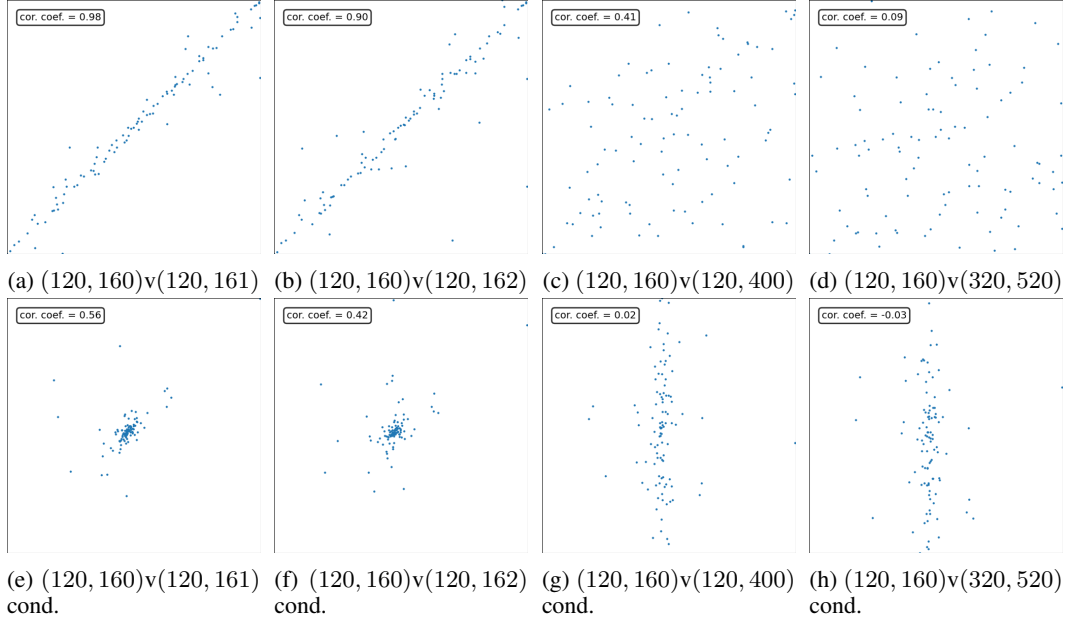 cor. coef. = 0.98
cor. coef. = 0.90
cor. coef. = 0.41
cor. coef. = 0.09
(a) (120, 160)v(120, 161)
(b) (120, 160)v(120, 162)
(c) (120, 160)v(120, 400)
(d) (120, 160)v(320, 520)
cor. coef. = 0.56
cor. coef. = 0.42
cor. coef. = 0.02
cor. coef. = -0.03
(e) (120, 160)v(120, 161)
cond.
(f) (120, 160)v(120, 162)
cond.
(g) (120, 160)v(120, 400)
cond.
(h) (120, 160)v(320, 520)
cond.